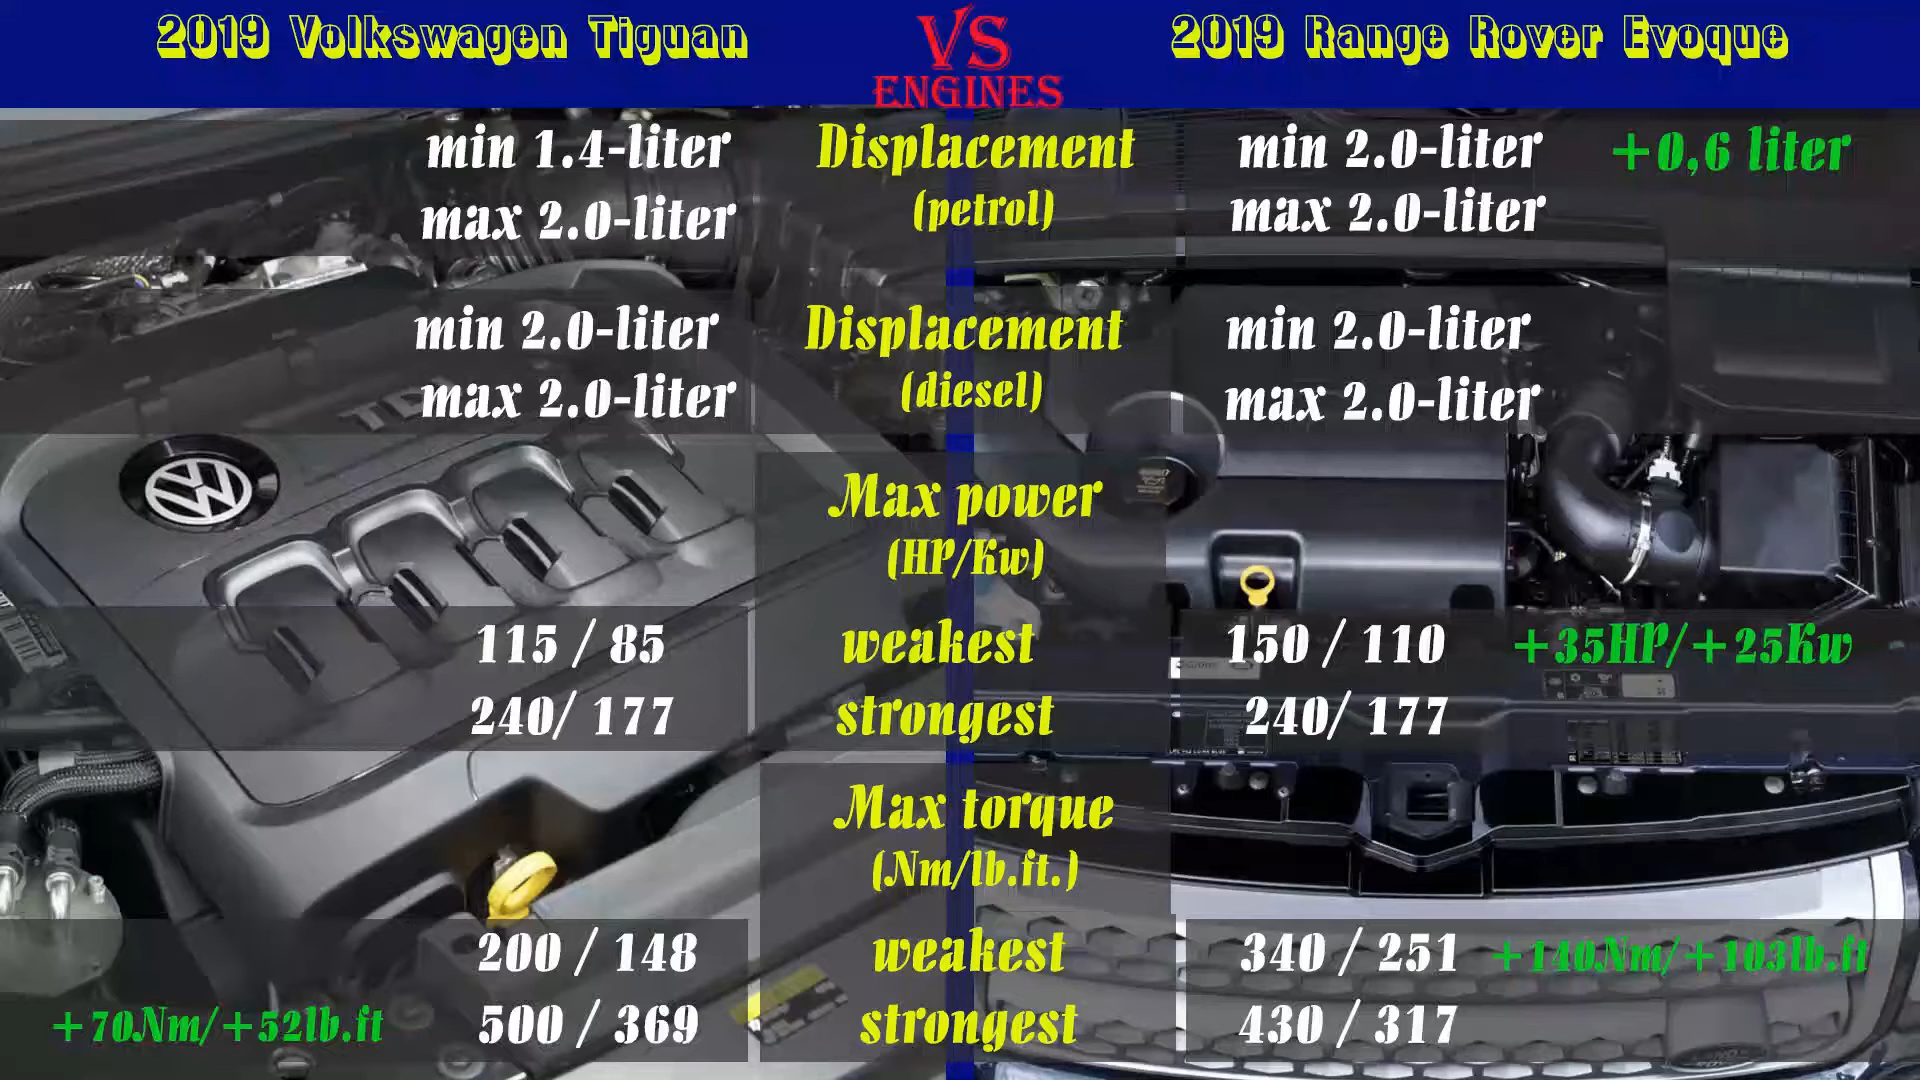 2019 Volkswagen Tiguan
VS
ENGINES
2019 Range Rover Evoque
min 1.4-liter
max 2.0-liter
Displacement
(petrol)
min 2.0-liter
max 2.0-liter
+0,6 liter
min 2.0-liter
max 2.0-liter
Displacement
(diesel)
min 2.0-liter
max 2.0-liter
Max power
(HP/Kw)
115 / 85
weakest
150 / 110
+35HP/+25Kw
240/ 177
strongest
240/ 177
Max torque
(Nm/lb.ft.)
200 / 148
weakest
340 / 251
+140Nm/+103lb.ft
+70Nm/+52lb.ft
500 / 369
strongest
430 / 317